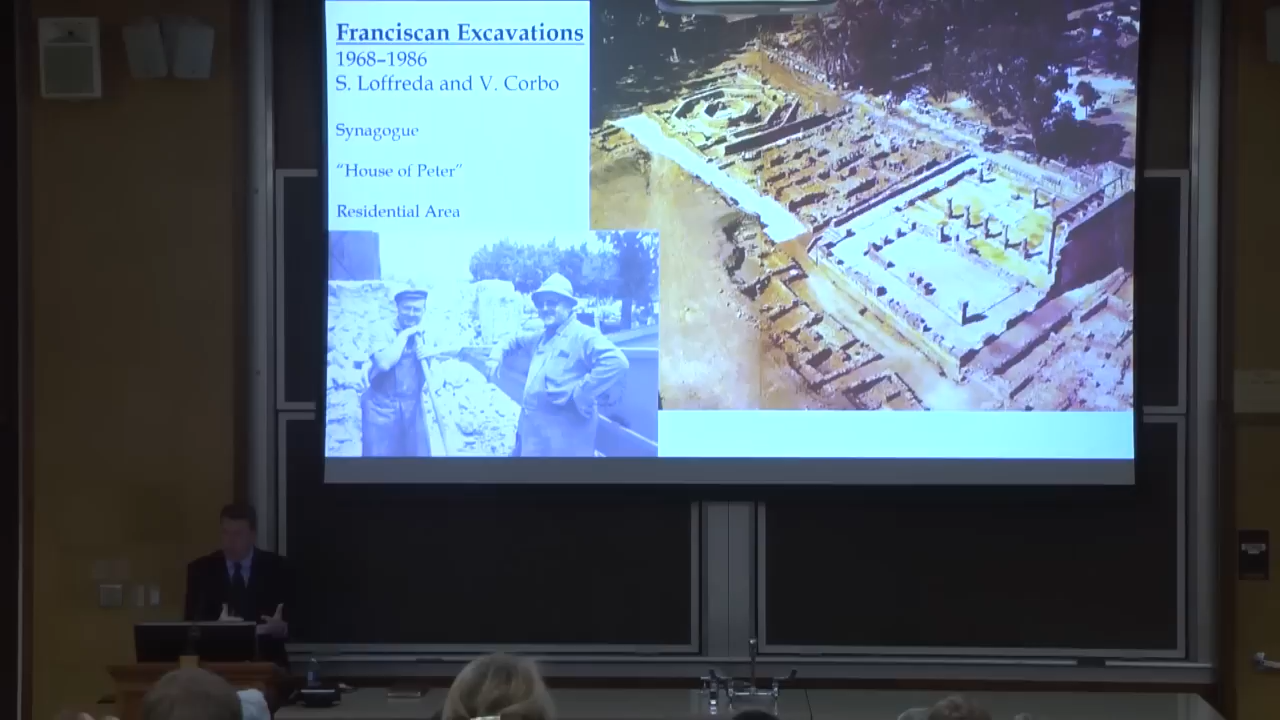 Franciscan Excavations
1968–1986
S. Loffreda and V. Corbo
Synagogue
“House of Peter”
Residential Area